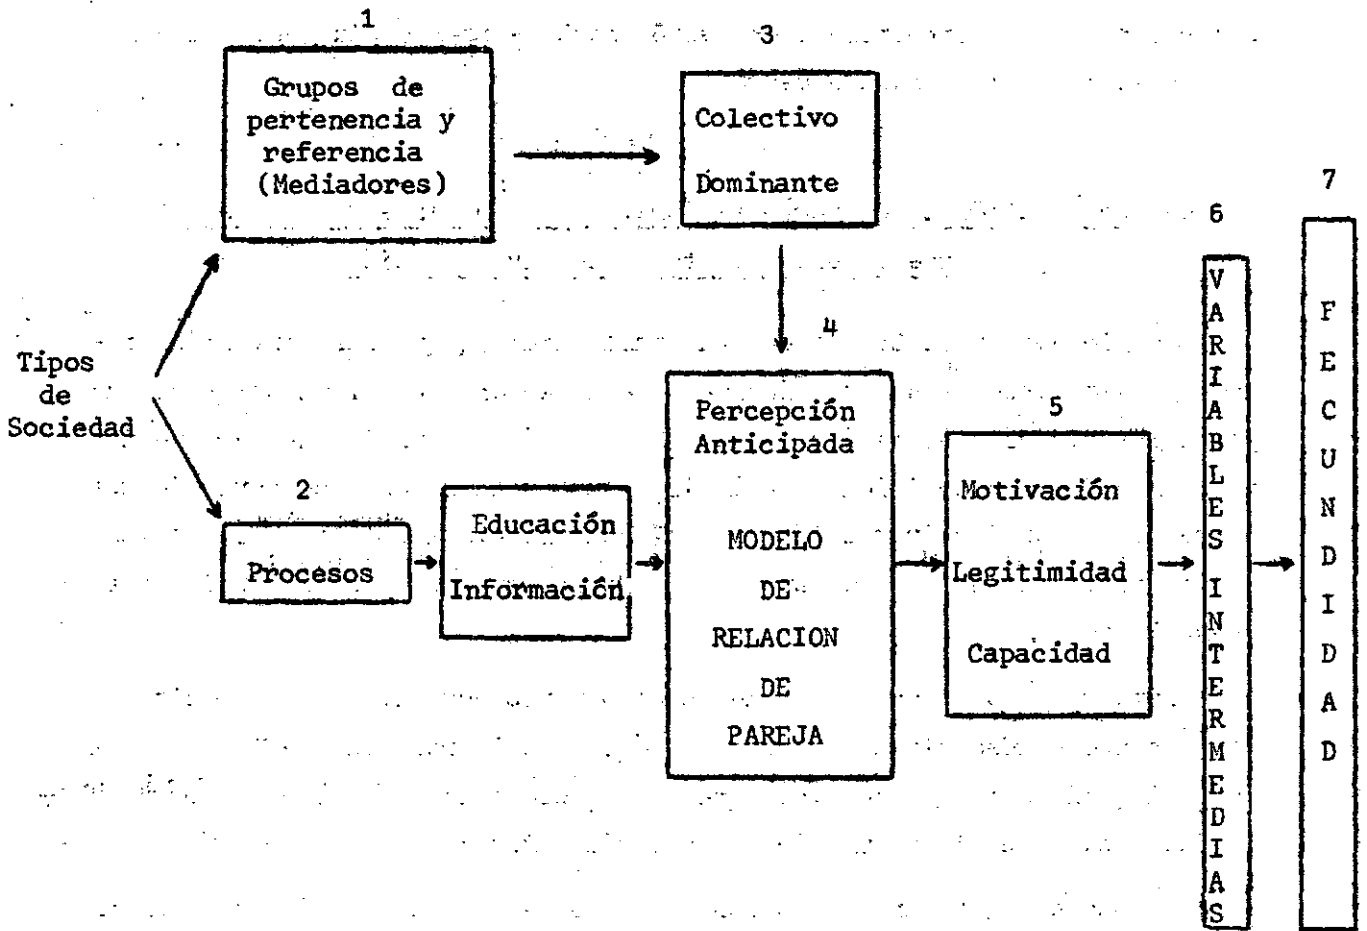 1
Grupos de
pertenencia y
referencia
(Mediadores)
3
Colectivo
Dominante
Tipos
de
Sociedad
2
Procesos
Educación
Información
4
Percepción
Anticipada
MODELO
DE
RELACION
DE
PAREJA
5
Motivación
Legitimidad
Capacidad
6
VARIABLES INTERMEDIAS
7
FECUNDIDAD